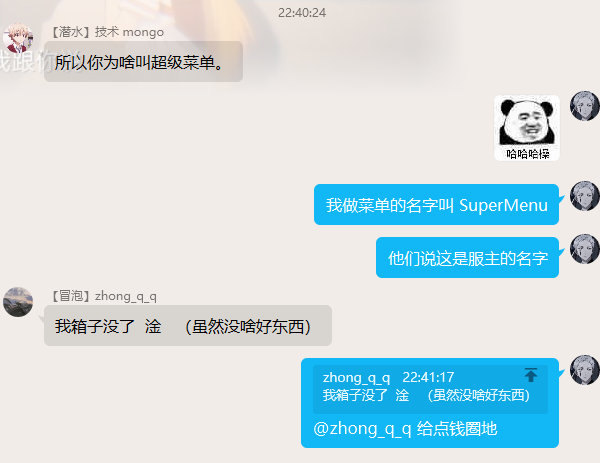 22:40:24
【潜水】技术 mongo
所以你为啥叫超级菜单。
我跟你
哈哈哈操
我做菜单的名字叫 SuperMenu
他们说这是服主的名字
【冒泡】zhong_q_q
我箱子没了 淦 （虽然没啥好东西）
zhong_q_q 22:41:17
我箱子没了 淦 （虽然没啥好东西）
@zhong_q_q 给点钱圈地